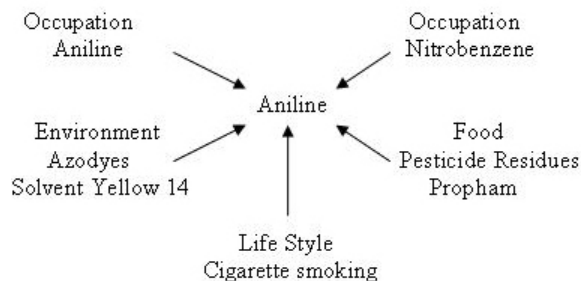 Occupation
Aniline
Occupation
Nitrobenzene
Aniline
Environment
Azodyes
Solvent Yellow 14
Food
Pesticide Residues
Propham
Life Style
Cigarette smoking